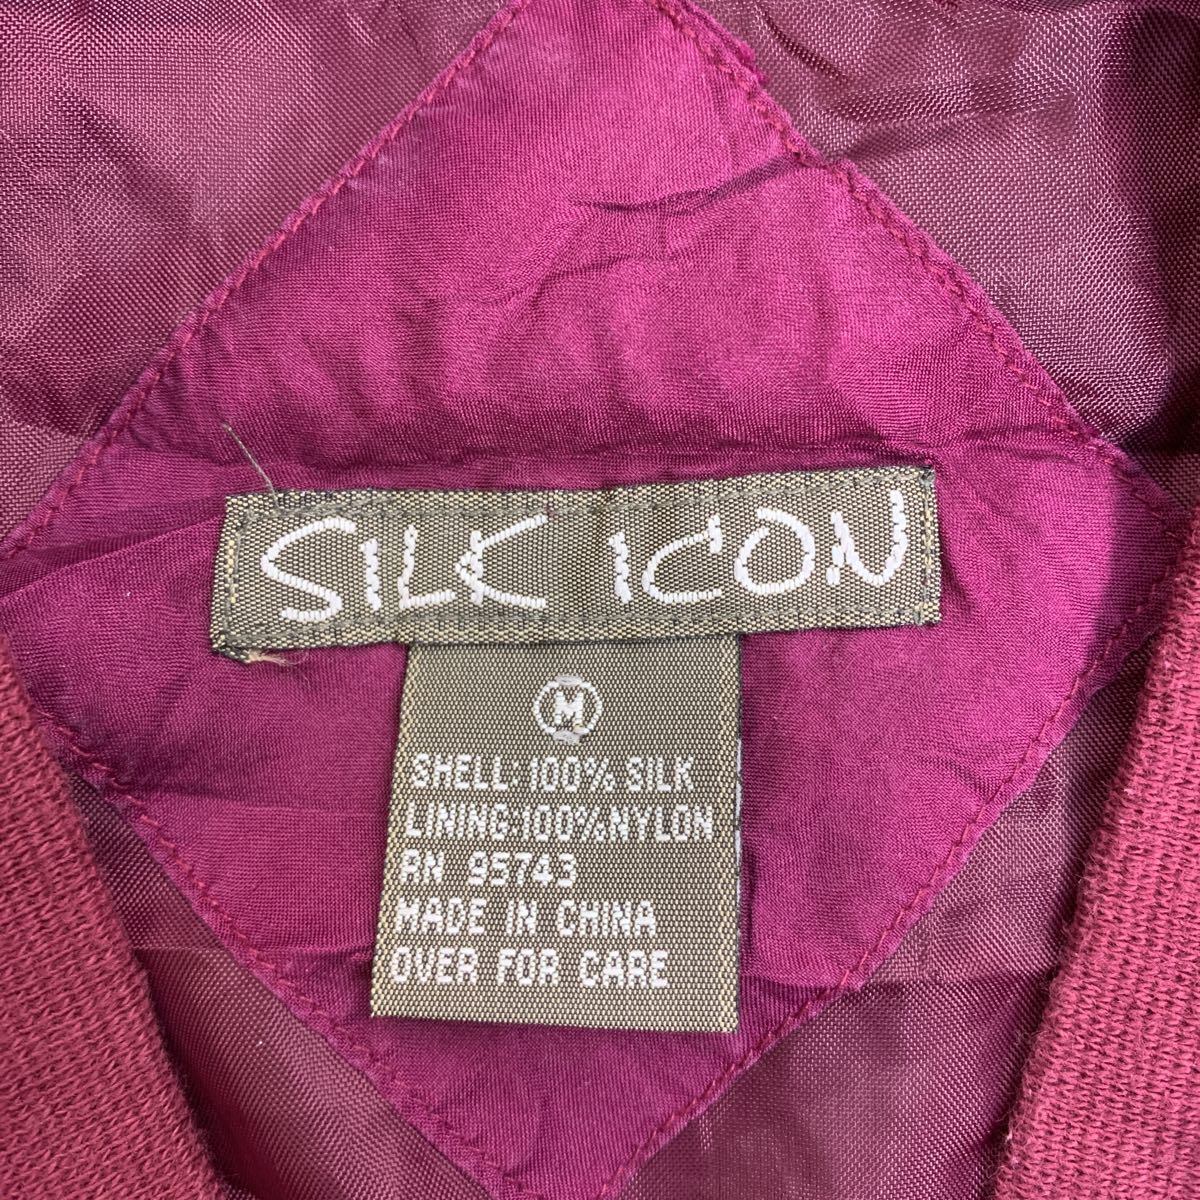 SILK ICON
M
SHELL:100% SILK
LINING:100%NYLON
RN 95743
MADE IN CHINA
OVER FOR CARE